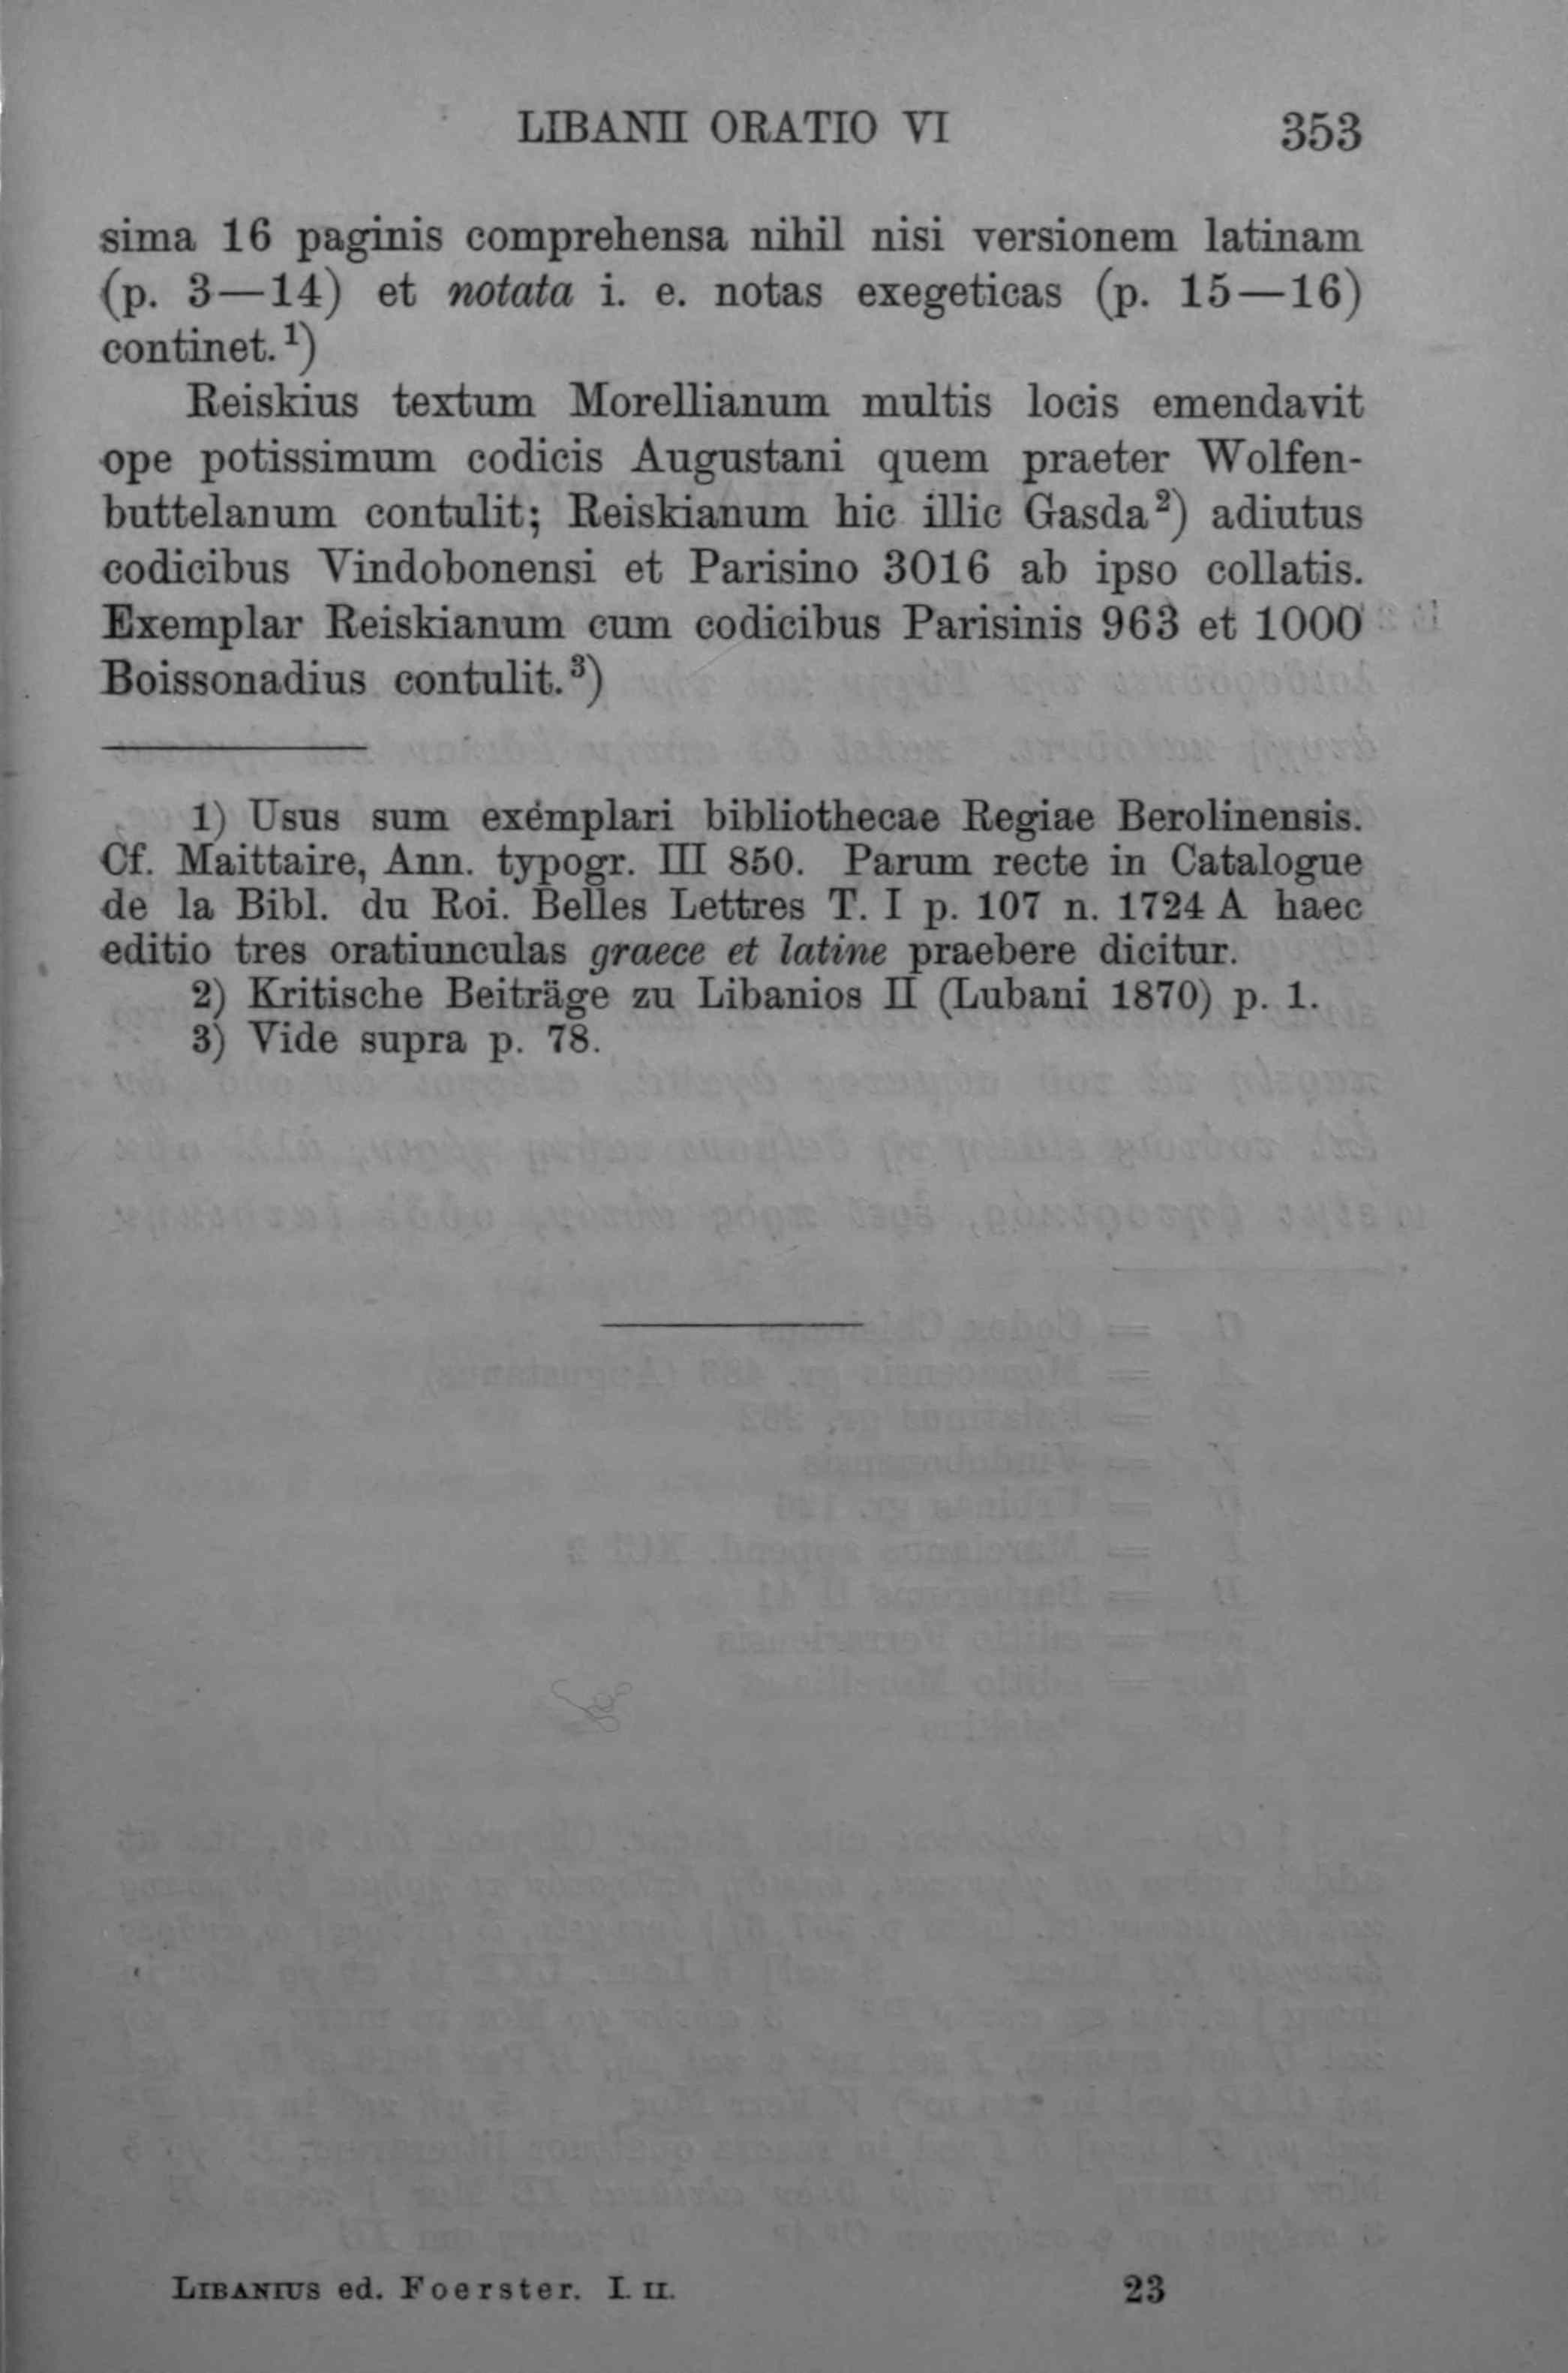 LIBANII ORATIO VI 353
sima 16 paginis comprehensa nihil nisi versionem latinam
(p. 3—14) et notata i. e. notas exegeticas (p. 15—16)
continet.¹)
Reiskius textum Morellianum multis locis emendavit
ope potissimum codicis Augustani quem praeter Wolfen-
buttelanum contulit; Reiskianum hic illic Gasda²) adiutus
codicibus Vindobonensi et Parisino 3016 ab ipso collatis.
Exemplar Reiskianum cum codicibus Parisinis 963 et 1000
Boissonadius contulit.³)
1) Usus sum exemplari bibliothecae Regiae Berolinensis.
Cf. Maittaire, Ann. typogr. III 850. Parum recte in Catalogue
de la Bibl. du Roi. Belles Lettres T. I p. 107 n. 1724 A haec
editio tres oratiunculas graece et latine praebere dicitur.
2) Kritische Beiträge zu Libanios II (Lubani 1870) p. 1.
3) Vide supra p. 78.
LIBANIUS ed. Foerster. I. II. 23